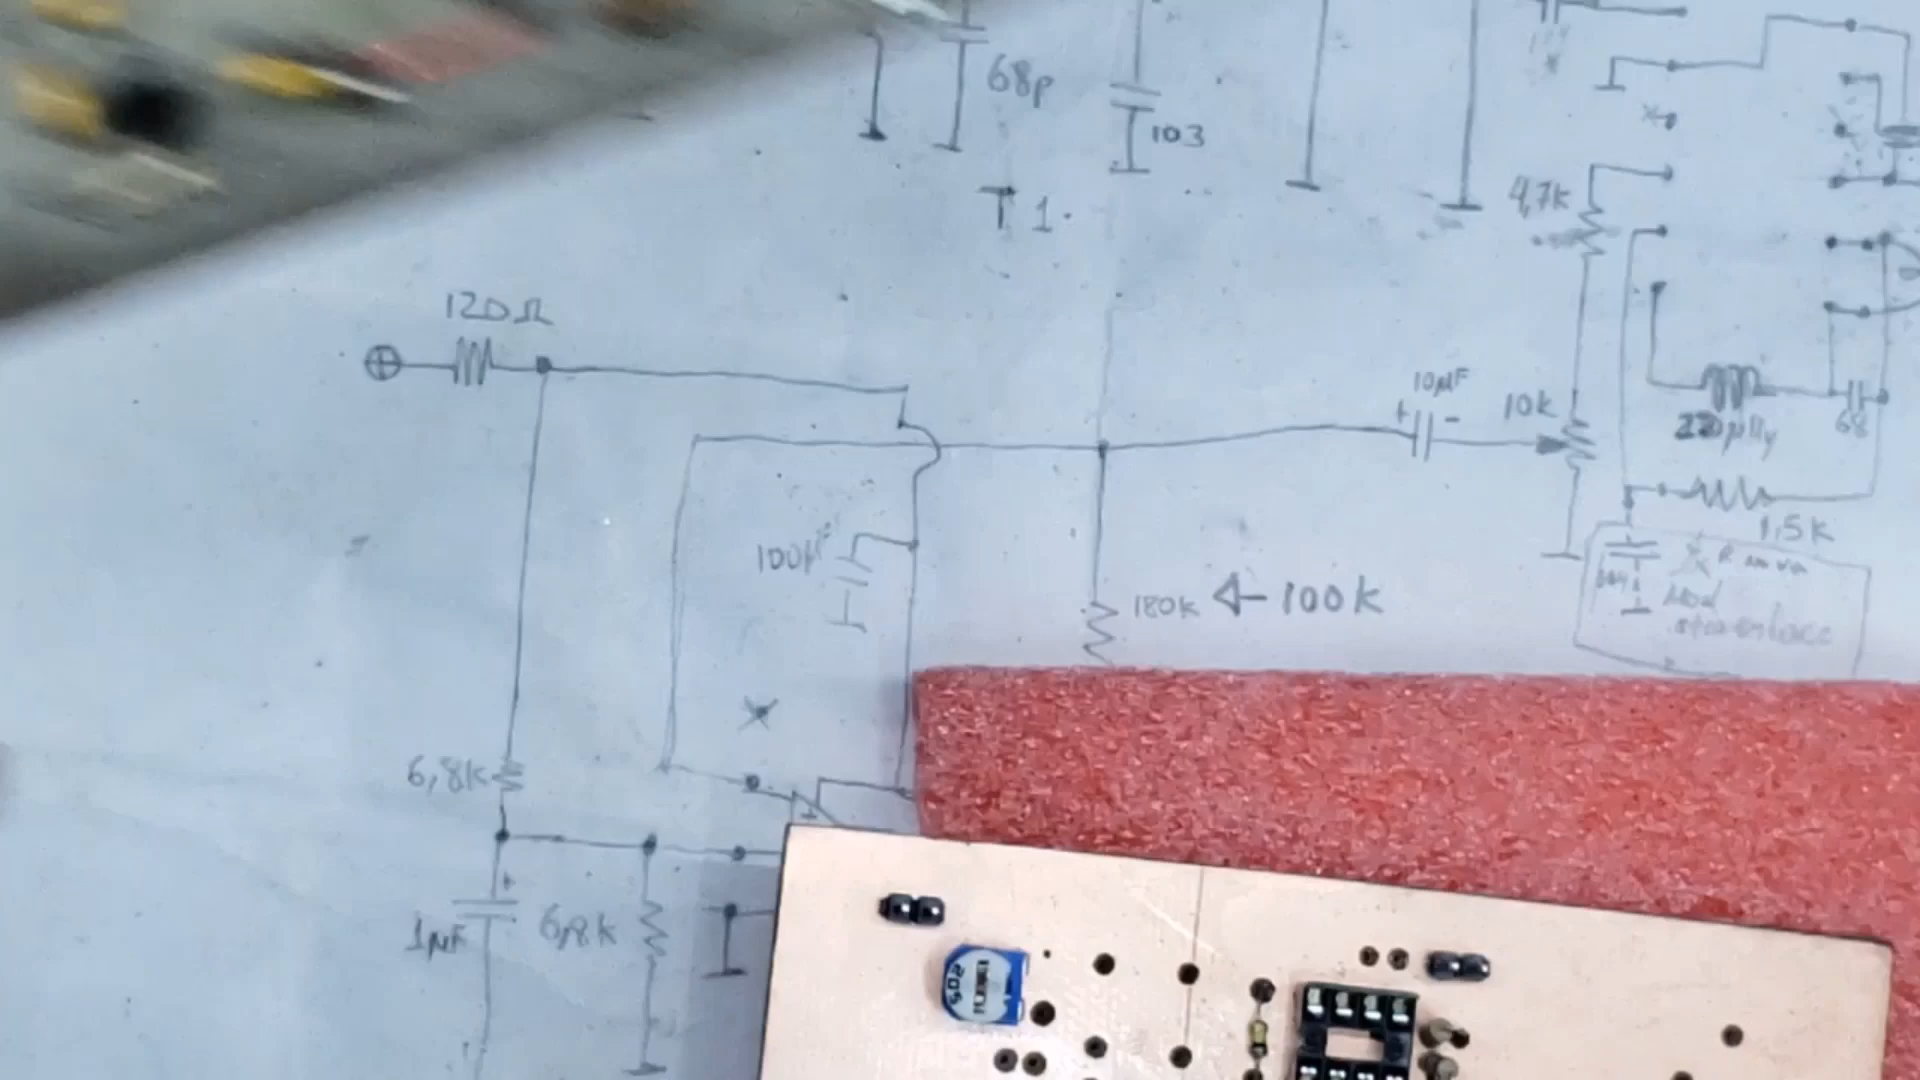 68p
103
T 1.
4,7k
120Ω
10µF
+ -
10k
68
1,5k
100µF
180k ◁— 100k
6,8k
+
1µF
6,8k
205